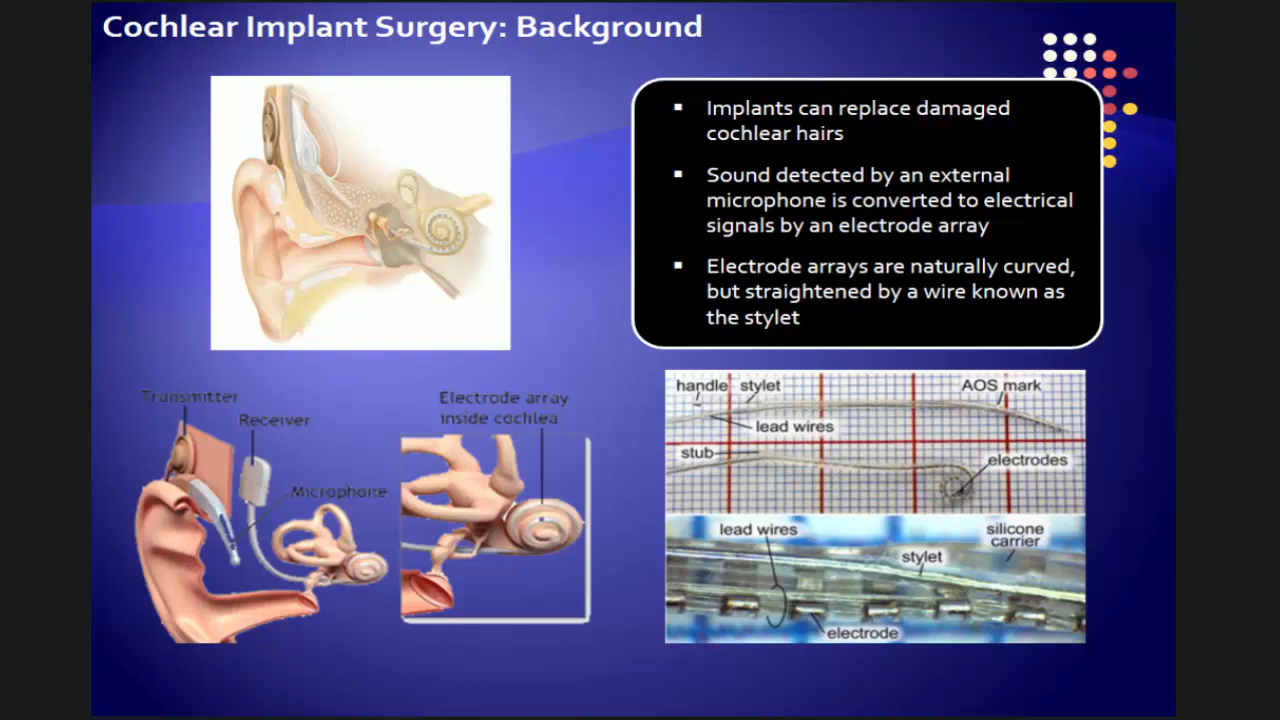 Cochlear Implant Surgery: Background
▪ Implants can replace damaged
cochlear hairs
▪ Sound detected by an external
microphone is converted to electrical
signals by an electrode array
▪ Electrode arrays are naturally curved,
but straightened by a wire known as
the stylet
Transmitter
Receiver
Microphone
Electrode array
inside cochlea
handle stylet
AOS mark
lead wires
stub
electrodes
lead wires
silicone
carrier
stylet
electrode